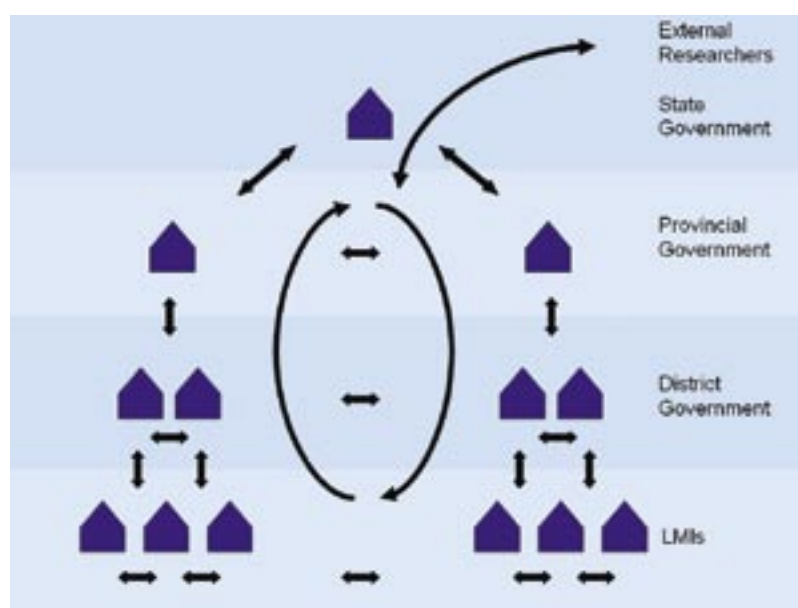 External
Researchers
State
Government
Provincial
Government
District
Government
LMIs